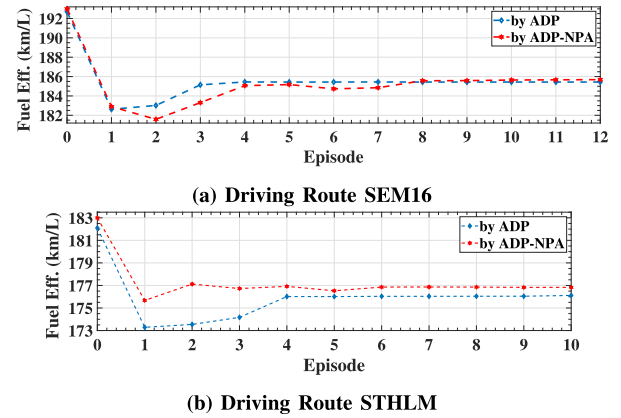 192
190
188
186
184
182
Fuel Eff. (km/L)
by ADP
by ADP-NPA
0 1 2 3 4 5 6 7 8 9 10 11 12
Episode
(a) Driving Route SEM16
183
181
179
177
175
173
Fuel Eff. (km/L)
by ADP
by ADP-NPA
0 1 2 3 4 5 6 7 8 9 10
Episode
(b) Driving Route STHLM